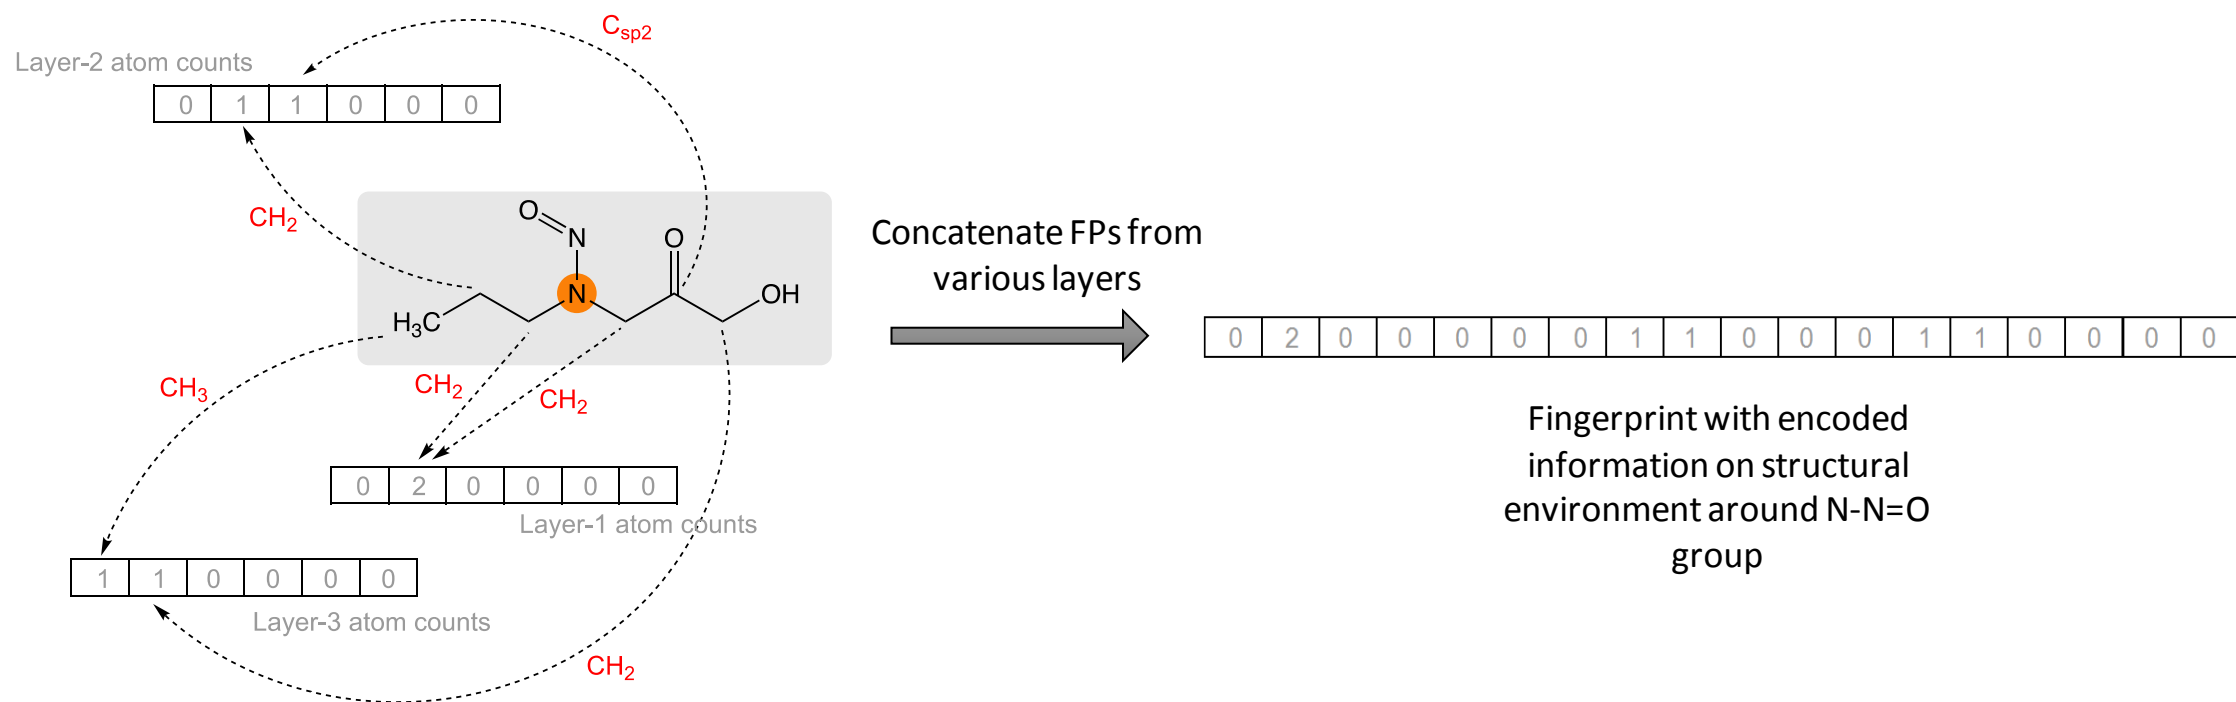 C_sp2
Layer-2 atom counts
0 1 1 0 0 0
CH2
O
N
O
N
OH
H3C
CH3
CH2
CH2
0 2 0 0 0 0
Layer-1 atom counts
1 1 0 0 0 0
Layer-3 atom counts
CH2
Concatenate FPs from
various layers
0 2 0 0 0 0 0 1 1 0 0 0 1 1 0 0 0 0
Fingerprint with encoded
information on structural
environment around N-N=O
group